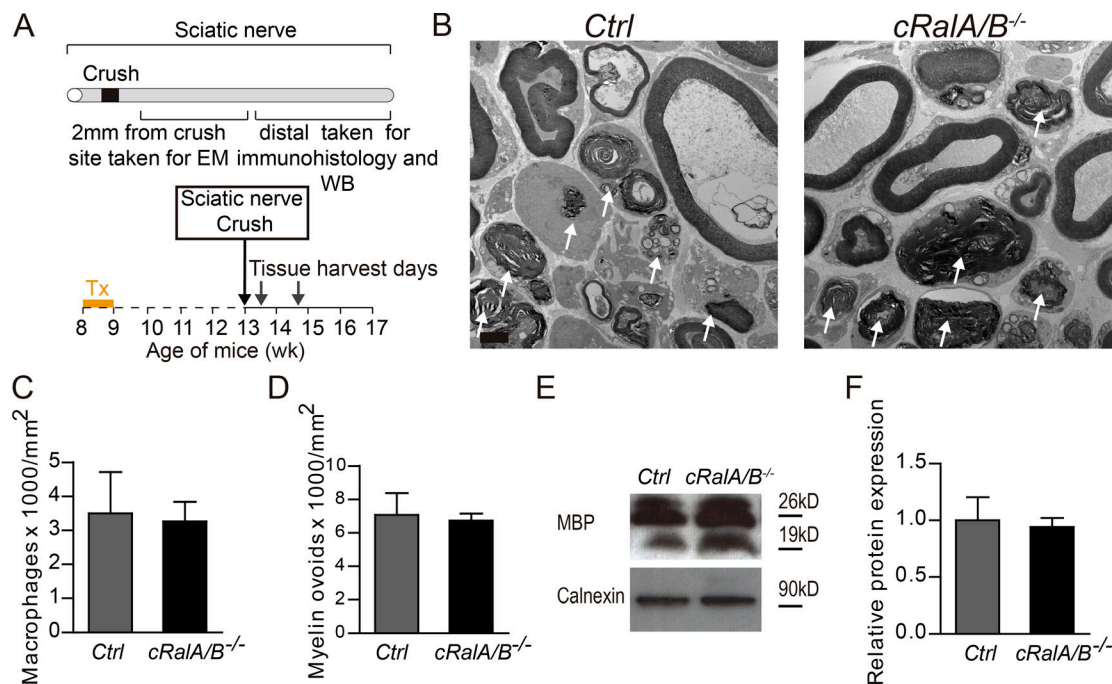 A
Sciatic nerve
Crush
2mm from crush distal taken for
site taken for EM immunohistology and
WB
Sciatic nerve
Crush
Tissue harvest days
Tx
8 9 10 11 12 13 14 15 16 17
Age of mice (wk)
B
Ctrl
cRalA/B-/-
C
Macrophages x 1000/mm2
5
4
3
2
1
0
Ctrl cRalA/B-/-
D
Myelin ovoids x 1000/mm2
10
8
6
4
2
0
Ctrl cRalA/B-/-
E
Ctrl cRalA/B-/-
MBP
26kD
19kD
Calnexin
90kD
F
Relative protein expression
1.5
1.0
0.5
0.0
Ctrl cRalA/B-/-